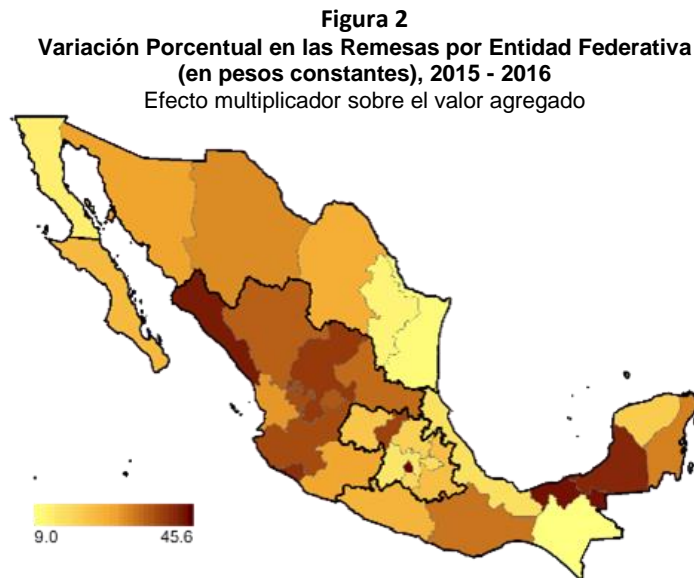 Figura 2
Variación Porcentual en las Remesas por Entidad Federativa
(en pesos constantes), 2015 - 2016
Efecto multiplicador sobre el valor agregado
9.0 45.6